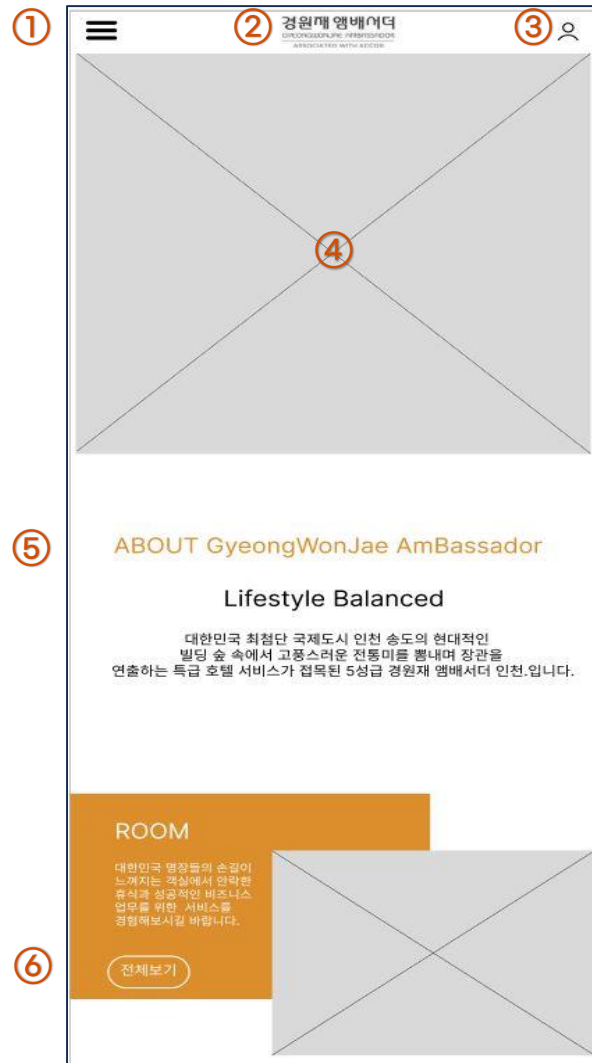 ①
②
경원재 앰배서더
GYEONGWONJAE AMBASSADOR
ASSOCIATED WITH ACCOR
③
④
⑤
ABOUT GyeongWonJae AmBassador
Lifestyle Balanced
대한민국 최첨단 국제도시 인천 송도의 현대적인
빌딩 숲 속에서 고풍스러운 전통미를 뽐내며 장관을
연출하는 특급 호텔 서비스가 접목된 5성급 경원재 앰배서더 인천.입니다.
ROOM
대한민국 명장들의 손길이
느껴지는 객실에서 안락한
휴식과 성공적인 비즈니스
업무를 위한 서비스를
경험해보시길 바랍니다.
⑥
전체보기